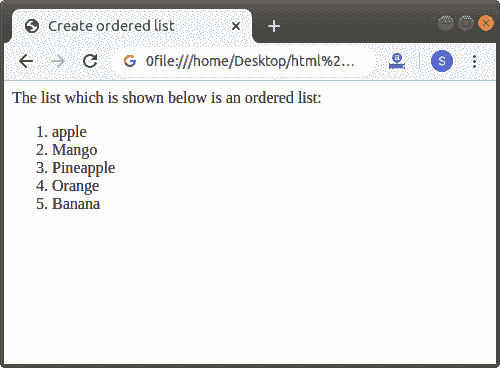 Create ordered list
0file:///home/Desktop/html%2...
S
The list which is shown below is an ordered list:
1. apple
2. Mango
3. Pineapple
4. Orange
5. Banana